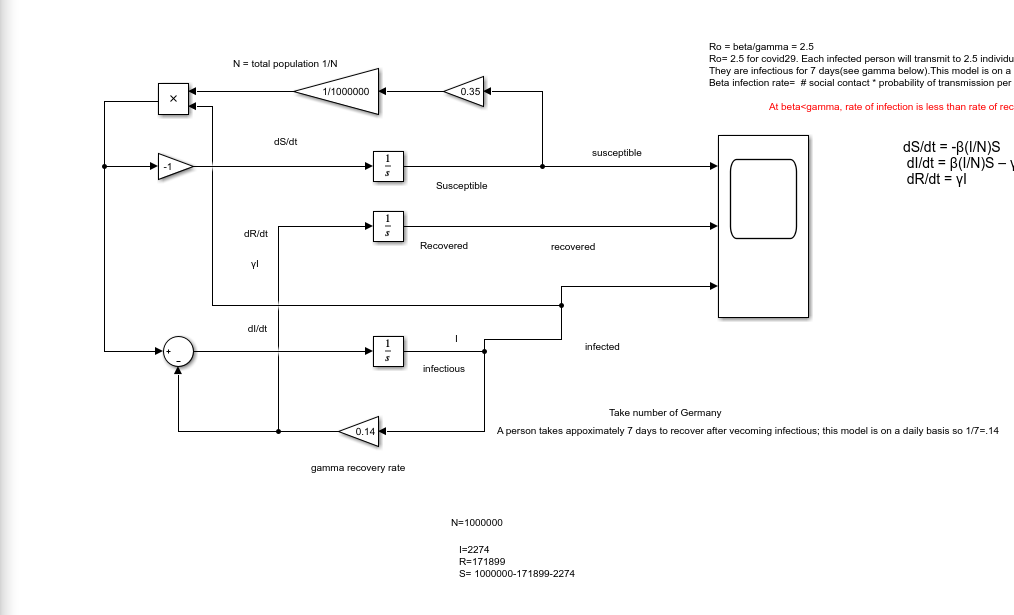 Ro = beta/gamma = 2.5
Ro= 2.5 for covid29. Each infected person will transmit to 2.5 individu
They are infectious for 7 days(see gamma below).This model is on a
Beta infection rate=  # social contact * probability of transmission per
At beta<gamma, rate of infection is less than rate of rec
N = total population 1/N
1/1000000
0.35
×
dS/dt
-1
1
s
Susceptible
susceptible
dS/dt = -β(I/N)S
dI/dt = β(I/N)S – γ
dR/dt = γI
dR/dt
1
s
Recovered
recovered
γI
dI/dt
+
−
1
s
I
infectious
infected
Take number of Germany
0.14
A person takes appoximately 7 days to recover after vecoming infectious; this model is on a daily basis so 1/7=.14
gamma recovery rate
N=1000000
I=2274
R=171899
S= 1000000-171899-2274